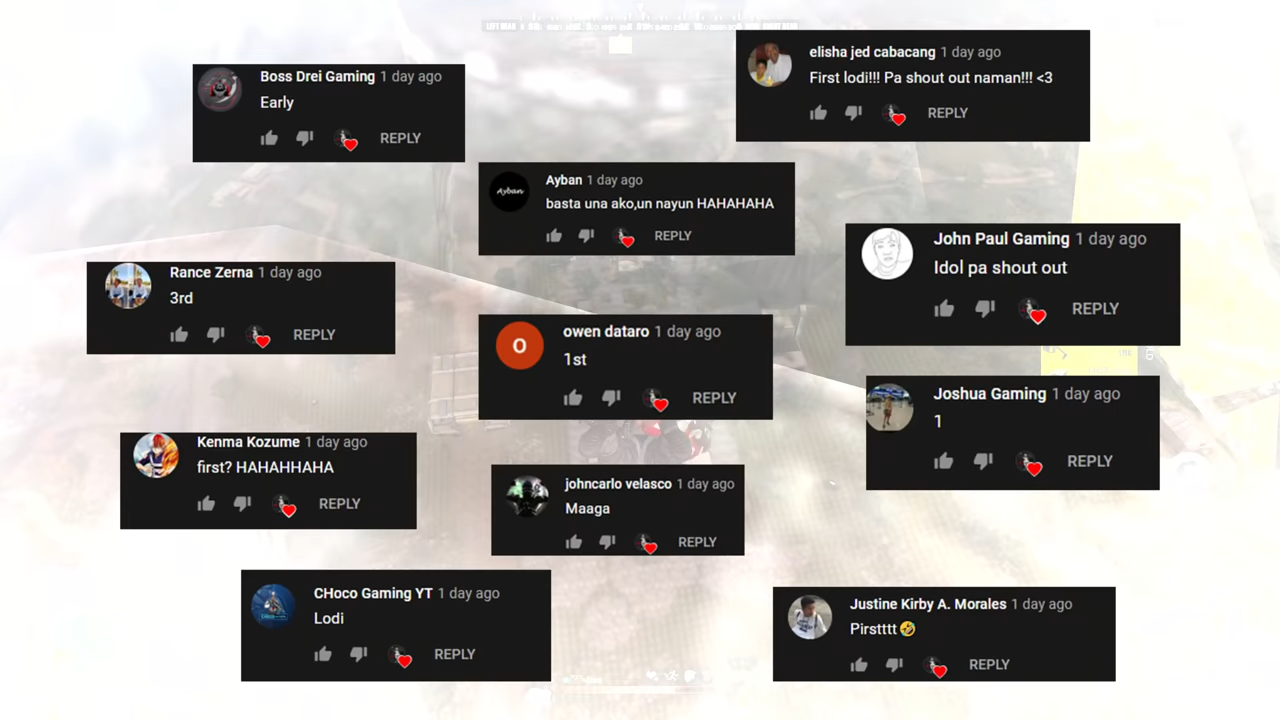 Boss Drei Gaming 1 day ago
Early
REPLY
elisha jed cabacang 1 day ago
First lodi!!! Pa shout out naman!!! <3
REPLY
Ayban
Ayban 1 day ago
basta una ako,un nayun HAHAHAHA
REPLY
John Paul Gaming 1 day ago
Idol pa shout out
REPLY
Rance Zerna 1 day ago
3rd
REPLY
O
owen dataro 1 day ago
1st
REPLY
Joshua Gaming 1 day ago
1
REPLY
Kenma Kozume 1 day ago
first? HAHAHHAHA
REPLY
johncarlo velasco 1 day ago
Maaga
REPLY
CHoco Gaming YT 1 day ago
Lodi
REPLY
Justine Kirby A. Morales 1 day ago
Pirstttt 🤣
REPLY